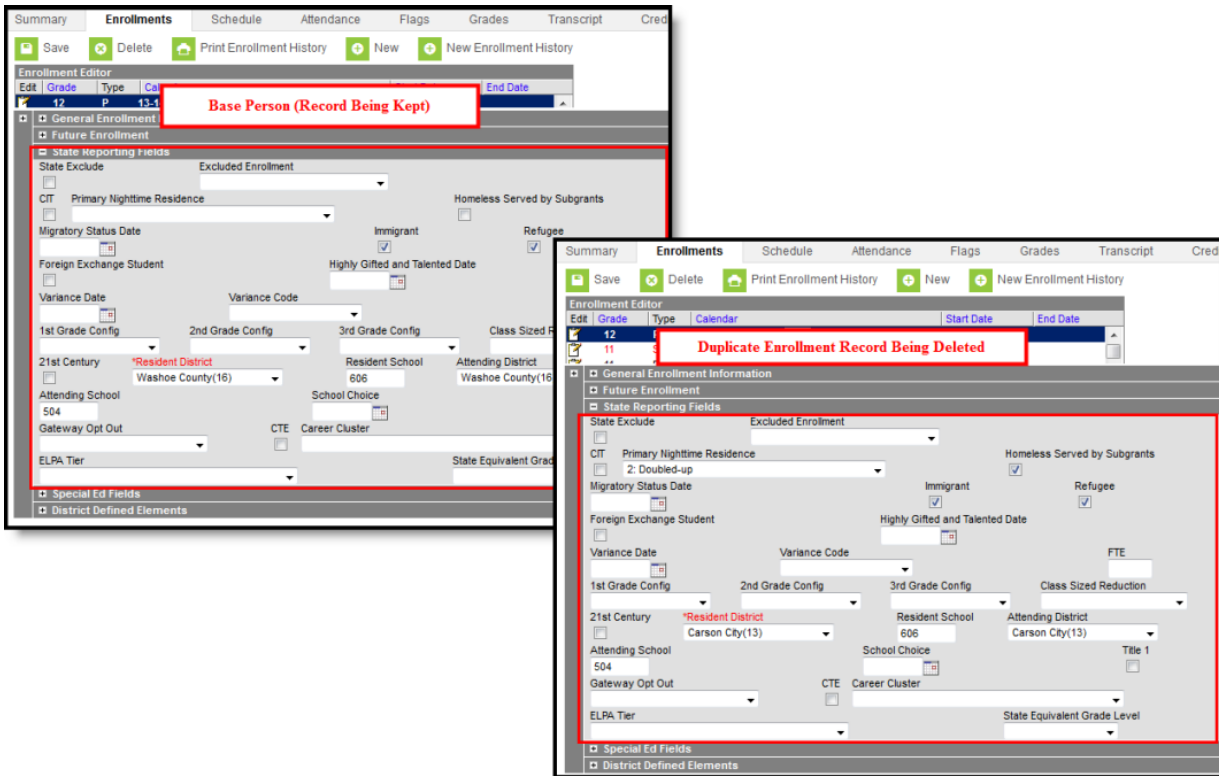 Summary Enrollments Schedule Attendance Flags Grades Transcript Cred
Save Delete Print Enrollment History New New Enrollment History
Enrollment Editor
Edit Grade Type End Date
12 P 13-1
Base Person (Record Being Kept)
General Enrollment
Future Enrollment
State Reporting Fields
State Exclude Excluded Enrollment
CIT Primary Nighttime Residence Homeless Served by Subgrants
Migratory Status Date Immigrant Refugee
Foreign Exchange Student Highly Gifted and Talented Date
Variance Date Variance Code
1st Grade Config 2nd Grade Config 3rd Grade Config Class Sized R
21st Century *Resident District Resident School Attending District
Washoe County(16) 606 Washoe County(16
Attending School School Choice
504
Gateway Opt Out CTE Career Cluster
ELPA Tier State Equivalent Grad
Special Ed Fields
District Defined Elements
Summary Enrollments Schedule Attendance Flags Grades Transcript Cred
Save Delete Print Enrollment History New New Enrollment History
Enrollment Editor
Edit Grade Type Calendar Start Date End Date
12
11
Duplicate Enrollment Record Being Deleted
General Enrollment Information
Future Enrollment
State Reporting Fields
State Exclude Excluded Enrollment
CIT Primary Nighttime Residence Homeless Served by Subgrants
2: Doubled-up
Migratory Status Date Immigrant Refugee
Foreign Exchange Student Highly Gifted and Talented Date
Variance Date Variance Code FTE
1st Grade Config 2nd Grade Config 3rd Grade Config Class Sized Reduction
21st Century *Resident District Resident School Attending District
Carson City(13) 606 Carson City(13)
Attending School School Choice Title 1
504
Gateway Opt Out CTE Career Cluster
ELPA Tier State Equivalent Grade Level
Special Ed Fields
District Defined Elements